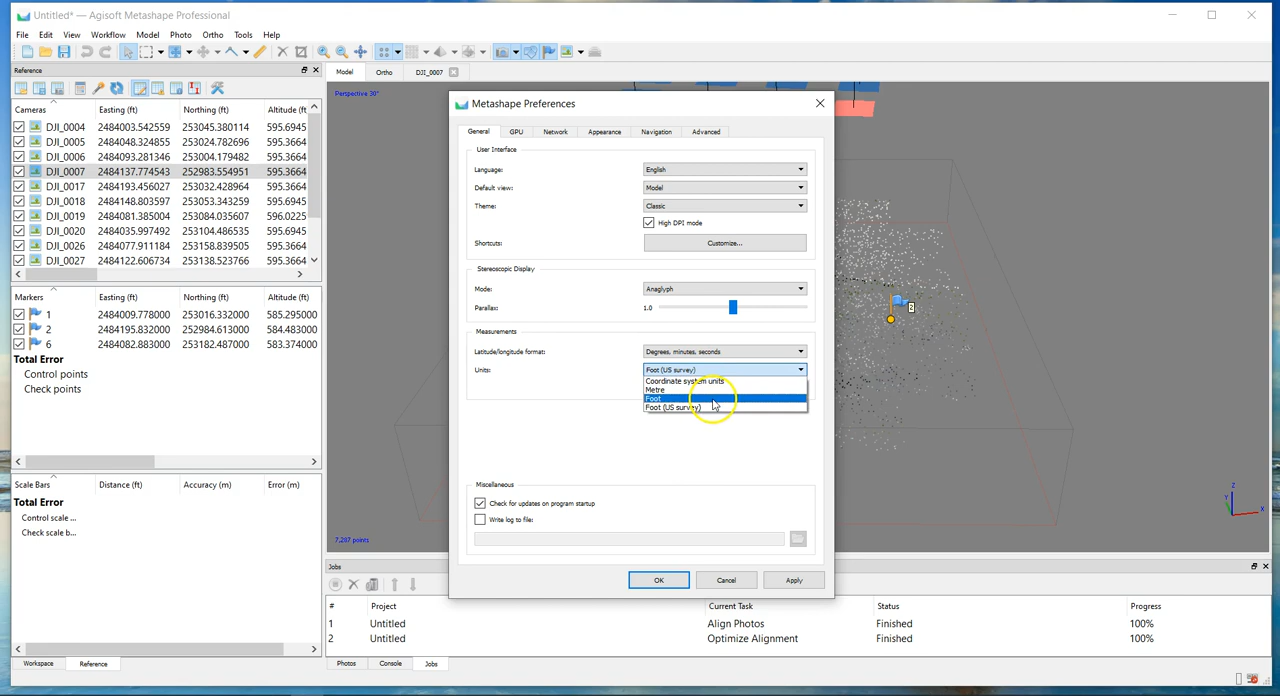 Untitled* — Agisoft Metashape Professional
File Edit View Workflow Model Photo Ortho Tools Help
Reference
Cameras Easting (ft) Northing (ft) Altitude (ft
DJI_0004 2484003.542559 253045.380114 595.6945
DJI_0005 2484048.324855 253024.782696 595.3664
DJI_0006 2484093.281346 253004.179482 595.3664
DJI_0007 2484137.774543 252983.554951 595.3664
DJI_0017 2484193.456027 253032.428964 595.3664
DJI_0018 2484148.805053 253053.343259 595.3664
DJI_0019 2484081.385004 253084.035607 596.0225
DJI_0020 2484035.997492 253104.486535 595.6945
DJI_0026 2484077.911184 253158.839505 595.3664
DJI_0027 2484122.606734 253138.523766 595.3664
Markers Easting (ft) Northing (ft) Altitude (ft)
1 2484009.778000 253016.332000 585.295000
2 2484195.832000 252984.613000 584.483000
6 2484082.883000 253182.487000 583.374000
Total Error
Control points
Check points
Scale Bars Distance (ft) Accuracy (m) Error (m)
Total Error
Control scale ...
Check scale b...
Workspace Reference
Model Ortho DJI_0007
Perspective 30°
2
Z
Y
X
7,287 points
Metashape Preferences
General GPU Network Appearance Navigation Advanced
User Interface
Language: English
Default view: Model
Theme: Classic
High DPI mode
Shortcuts: Customize...
Stereoscopic Display
Mode: Anaglyph
Parallax: 1.0
Measurements
Latitude/longitude format: Degrees, minutes, seconds
Units: Foot (US survey)
Coordinate system units
Metre
Foot
Foot (US survey)
Miscellaneous
Check for updates on program startup
Write log to file:
OK Cancel Apply
Jobs
# Project Current Task Status Progress
1 Untitled Align Photos Finished 100%
2 Untitled Optimize Alignment Finished 100%
Photos Console Jobs